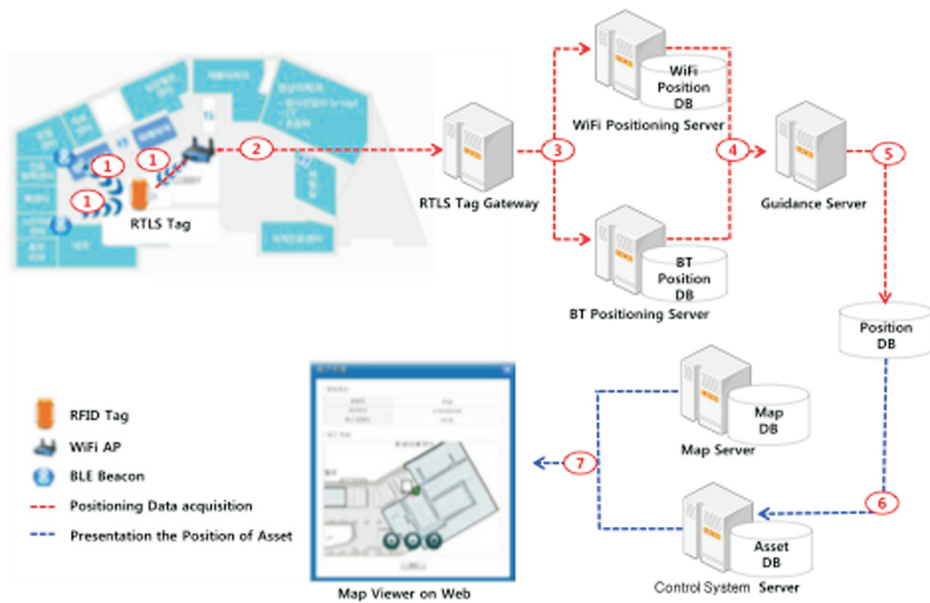 WiFi
Position
DB
WiFi Positioning Server
1
1
2
3
4
5
1
RTLS Tag
RTLS Tag Gateway
Guidance Server
BT
Position
DB
BT Positioning Server
Position
DB
RFID Tag
WiFi AP
BLE Beacon
Positioning Data acquisition
Presentation the Position of Asset
Map
DB
Map Server
7
6
Asset
DB
Control System Server
Map Viewer on Web